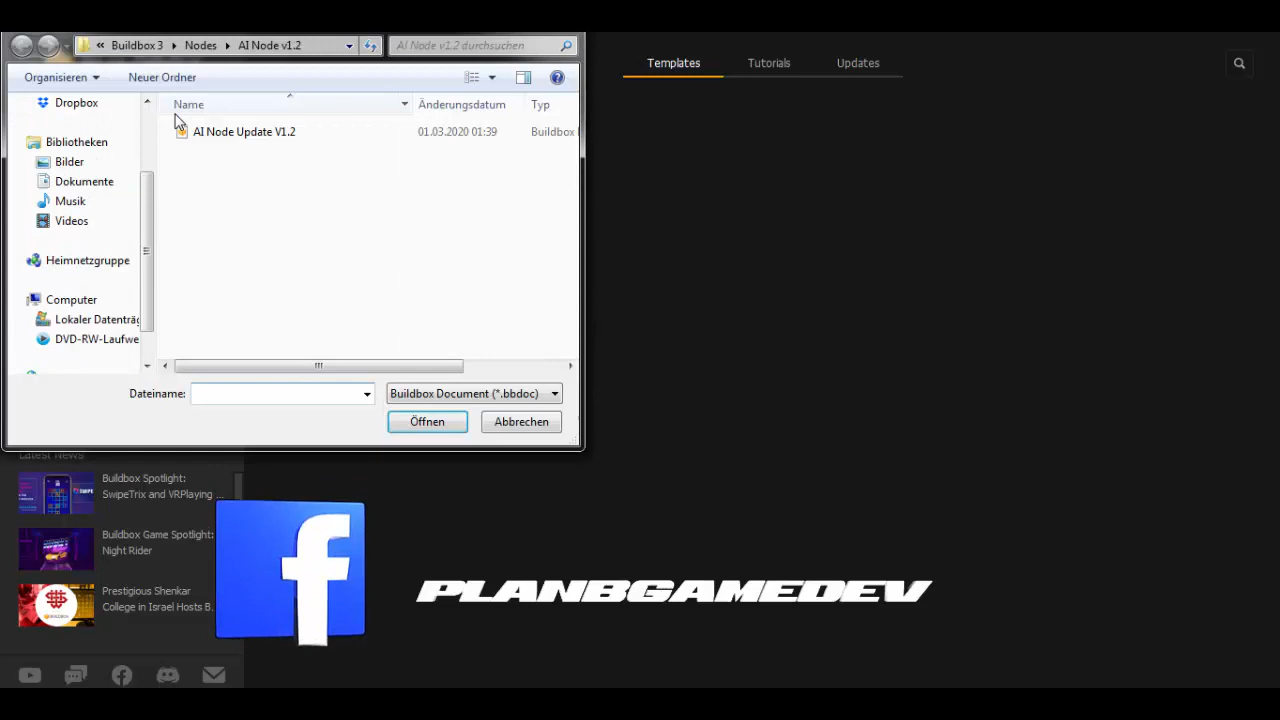 Buildbox 3 Nodes AI Node v1.2
AI Node v1.2 durchsuchen
Organisieren
Neuer Ordner
Dropbox
Bibliotheken
Bilder
Dokumente
Musik
Videos
Heimnetzgruppe
Computer
Lokaler Datenträg
DVD-RW-Laufwe
Name Änderungsdatum Typ
AI Node Update V1.2 01.03.2020 01:39 Buildbox
Dateiname: Buildbox Document (*.bbdoc)
Öffnen Abbrechen
Templates Tutorials Updates
Latest News
Buildbox Spotlight:
SwipeTrix and VRPlaying ...
Buildbox Game Spotlight:
Night Rider
Prestigious Shenkar
College in Israel Hosts B.
f
PLANBGAMEDEV